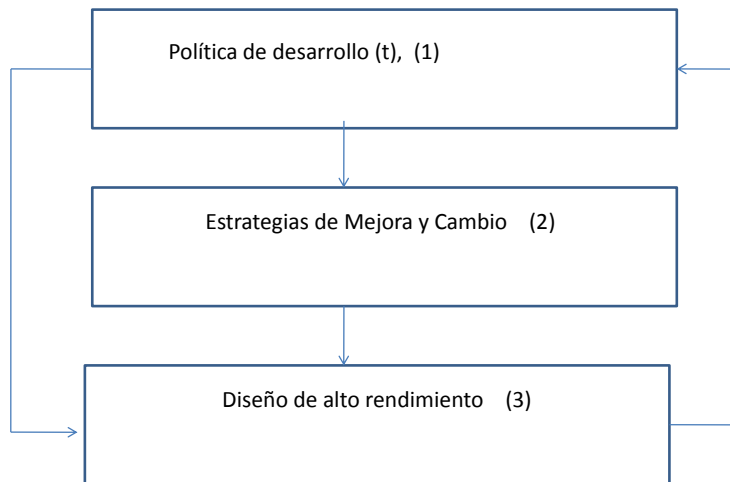 Política de desarrollo (t), (1)
Estrategias de Mejora y Cambio (2)
Diseño de alto rendimiento (3)